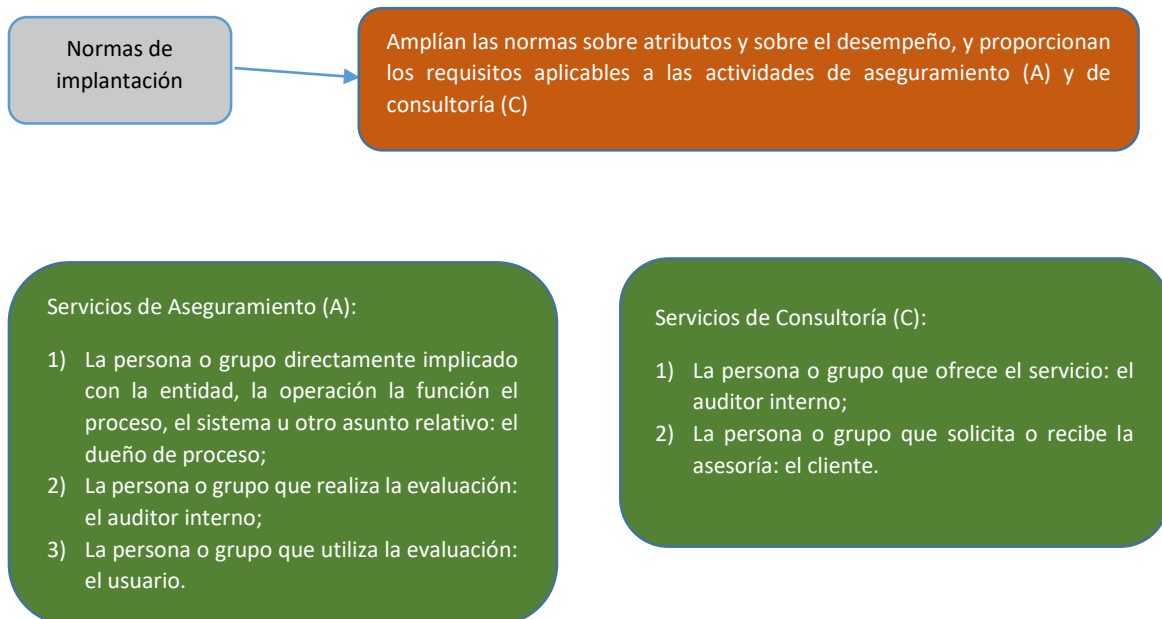 Normas de
implantación
Amplían las normas sobre atributos y sobre el desempeño, y proporcionan
los requisitos aplicables a las actividades de aseguramiento (A) y de
consultoría (C)
Servicios de Aseguramiento (A):
1) La persona o grupo directamente implicado
con la entidad, la operación la función el
proceso, el sistema u otro asunto relativo: el
dueño de proceso;
2) La persona o grupo que realiza la evaluación:
el auditor interno;
3) La persona o grupo que utiliza la evaluación:
el usuario.
Servicios de Consultoría (C):
1) La persona o grupo que ofrece el servicio: el
auditor interno;
2) La persona o grupo que solicita o recibe la
asesoría: el cliente.